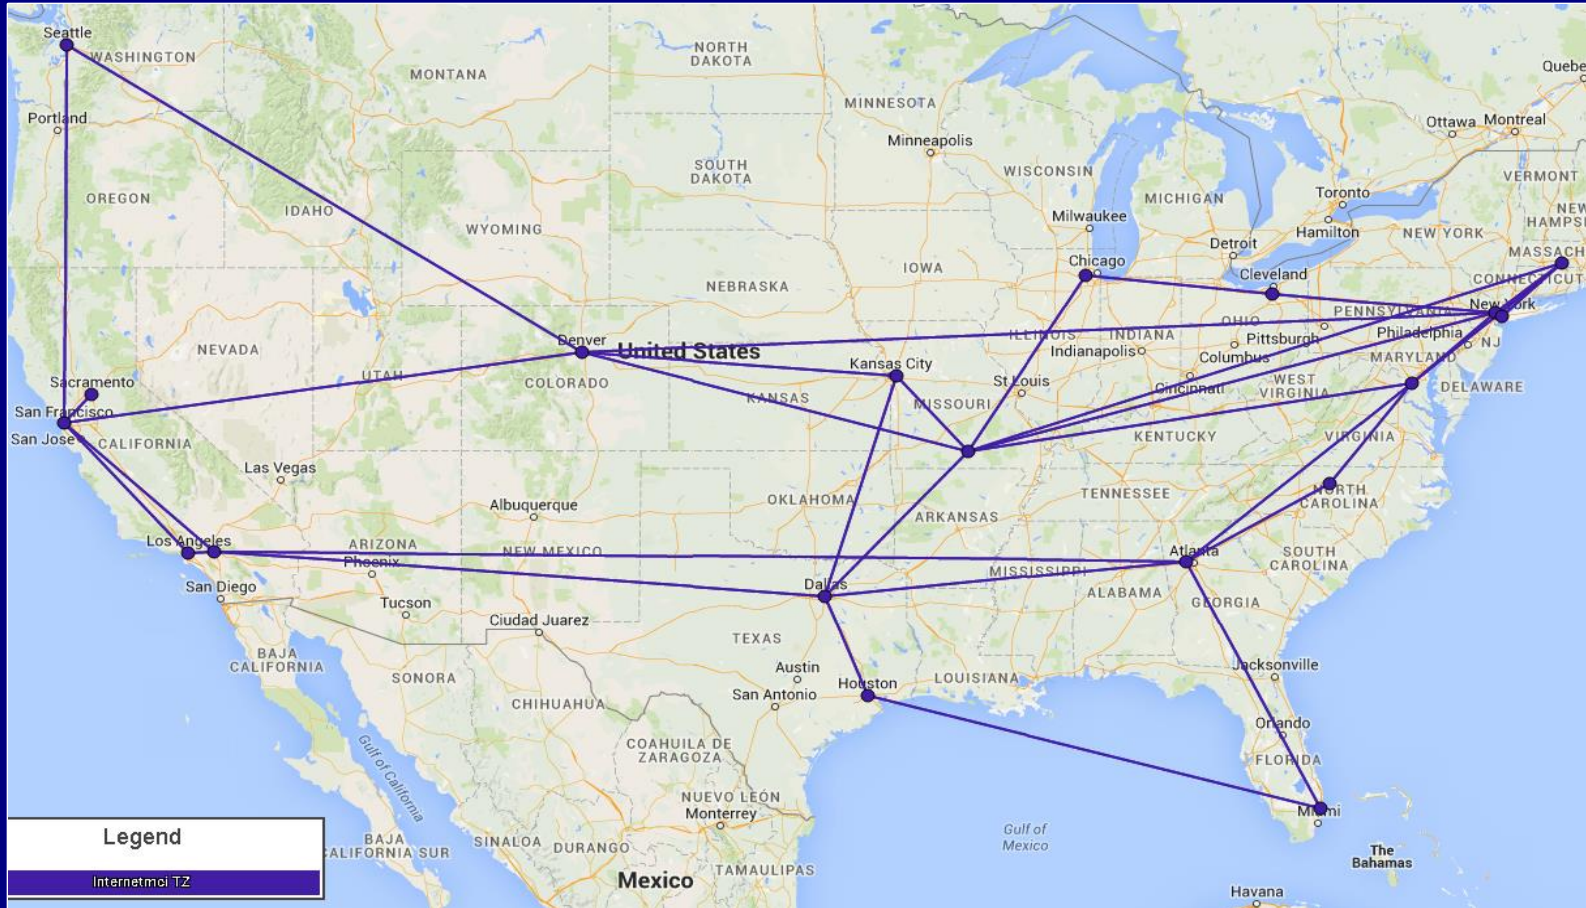 Seattle
WASHINGTON
NORTH
DAKOTA
MONTANA
Quebe
MINNESOTA
Portland
Ottawa
Montreal
Minneapolis
SOUTH
DAKOTA
WISCONSIN
VERMONT
OREGON
IDAHO
MICHIGAN
Toronto
NEW
HAMPSI
WYOMING
Milwaukee
Hamilton
NEW YORK
Detroit
MASSACH
Chicago
IOWA
Cleveland
CONNECTICUT
NEBRASKA
New York
PENNSYLVANIA
OHIO
ILLINOIS
INDIANA
Philadelphia
Pittsburgh
NJ
Denver
United States
NEVADA
Indianapolis
Columbus
MARYLAND
Kansas City
UTAH
COLORADO
St Louis
Cincinnati
WEST
VIRGINIA
DELAWARE
Sacramento
KANSAS
MISSOURI
San Francisco
San Jose
CALIFORNIA
KENTUCKY
VIRGINIA
Las Vegas
TENNESSEE
NORTH
CAROLINA
Albuquerque
OKLAHOMA
ARKANSAS
Los Angeles
ARIZONA
NEW MEXICO
Phoenix
Atlanta
SOUTH
CAROLINA
MISSISSIPPI
San Diego
Dallas
ALABAMA
GEORGIA
Tucson
Ciudad Juarez
TEXAS
BAJA
CALIFORNIA
SONORA
Austin
Jacksonville
Houston
LOUISIANA
San Antonio
CHIHUAHUA
Orlando
COAHUILA DE
ZARAGOZA
FLORIDA
Gulf of California
NUEVO LEÓN
Monterrey
Miami
Legend
Gulf of
Mexico
BAJA
CALIFORNIA SUR
SINALOA
DURANGO
The
Bahamas
TAMAULIPAS
Internetmci TZ
Mexico
Havana